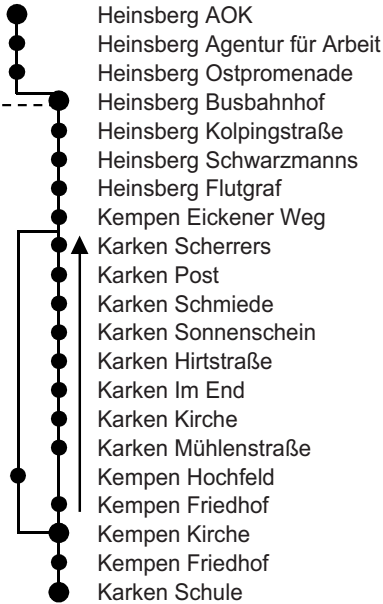 Heinsberg AOK
Heinsberg Agentur für Arbeit
Heinsberg Ostpromenade
Heinsberg Busbahnhof
Heinsberg Kolpingstraße
Heinsberg Schwarzmanns
Heinsberg Flutgraf
Kempen Eickener Weg
Karken Scherrers
Karken Post
Karken Schmiede
Karken Sonnenschein
Karken Hirtstraße
Karken Im End
Karken Kirche
Karken Mühlenstraße
Kempen Hochfeld
Kempen Friedhof
Kempen Kirche
Kempen Friedhof
Karken Schule